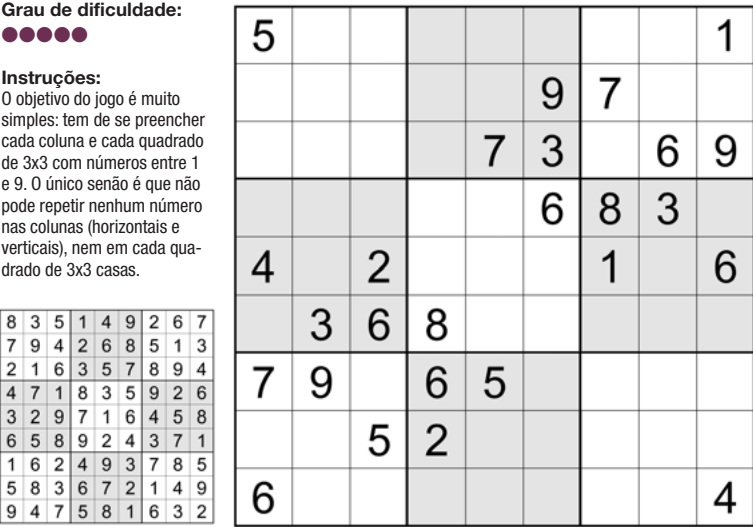 Grau de dificuldade:
Instruções:
O objetivo do jogo é muito
simples: tem de se preencher
cada coluna e cada quadrado
de 3x3 com números entre 1
e 9. O único senão é que não
pode repetir nenhum número
nas colunas (horizontais e
verticais), nem em cada qua-
drado de 3x3 casas.
8 3 5 1 4 9 2 6 7
7 9 4 2 6 8 5 1 3
2 1 6 3 5 7 8 9 4
4 7 1 8 3 5 9 2 6
3 2 9 7 1 6 4 5 8
6 5 8 9 2 4 3 7 1
1 6 2 4 9 3 7 8 5
5 8 3 6 7 2 1 4 9
9 4 7 5 8 1 6 3 2
5 1
9 7
7 3 6 9
6 8 3
4 2 1 6
3 6 8
7 9 6 5
5 2
6 4